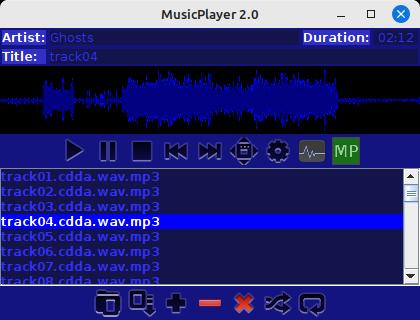 MusicPlayer 2.0
Artist: Ghosts Duration: 02:12
Title: track04
MP
track01.cdda.wav.mp3
track02.cdda.wav.mp3
track03.cdda.wav.mp3
track04.cdda.wav.mp3
track05.cdda.wav.mp3
track06.cdda.wav.mp3
track07.cdda.wav.mp3
track08.cdda.wav.mp3